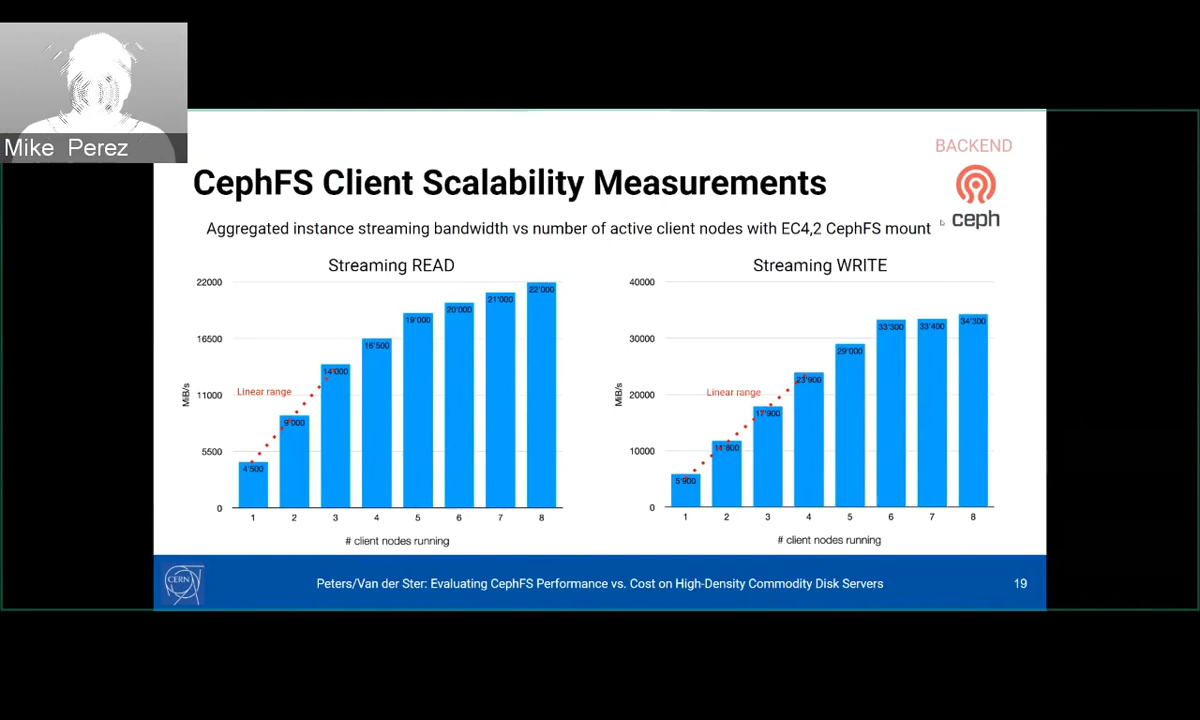 Mike Perez
BACKEND
CephFS Client Scalability Measurements
ceph
Aggregated instance streaming bandwidth vs number of active client nodes with EC4,2 CephFS mount
Streaming READ
22000
16500
11000
5500
0
MiB/s
Linear range
4'500
9'000
14'000
16'500
19'000
20'000
21'000
22'000
1 2 3 4 5 6 7 8
# client nodes running
Streaming WRITE
40000
30000
20000
10000
0
MiB/s
Linear range
5'900
14'800
17'900
23'900
29'000
33'300
33'400
34'300
1 2 3 4 5 6 7 8
# client nodes running
CERN
Peters/Van der Ster: Evaluating CephFS Performance vs. Cost on High-Density Commodity Disk Servers
19